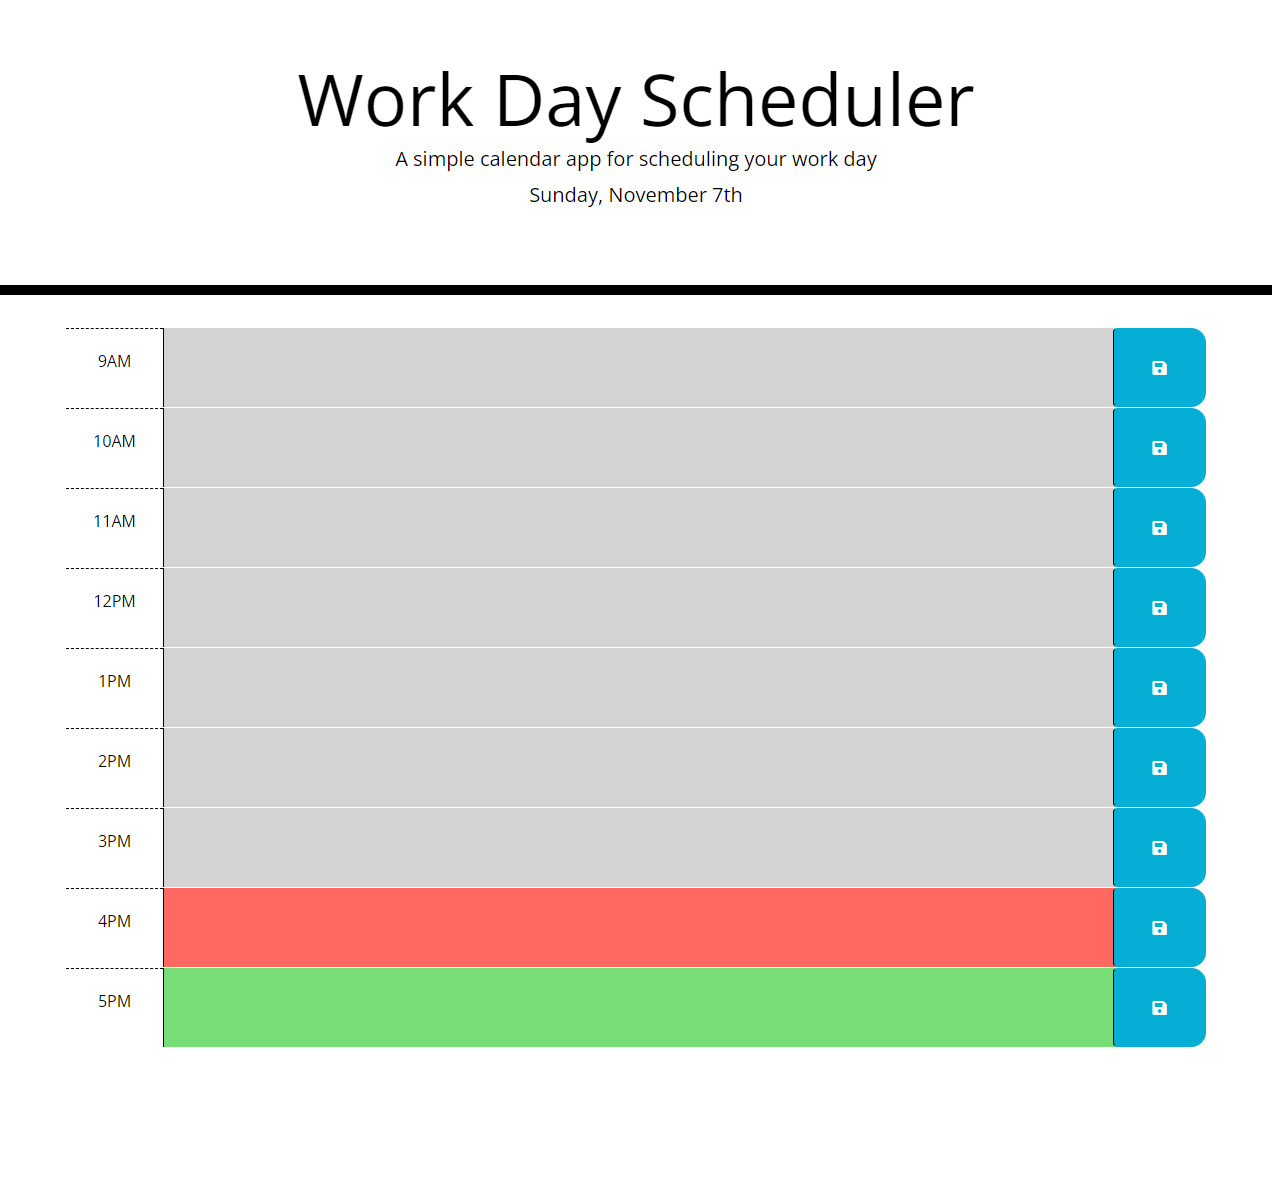 Work Day Scheduler
A simple calendar app for scheduling your work day
Sunday, November 7th
9AM
10AM
11AM
12PM
1PM
2PM
3PM
4PM
5PM